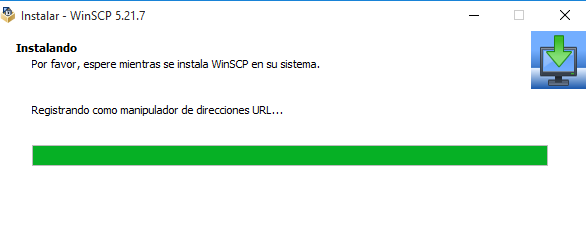 Instalar - WinSCP 5.21.7
Instalando
Por favor, espere mientras se instala WinSCP en su sistema.
Registrando como manipulador de direcciones URL...